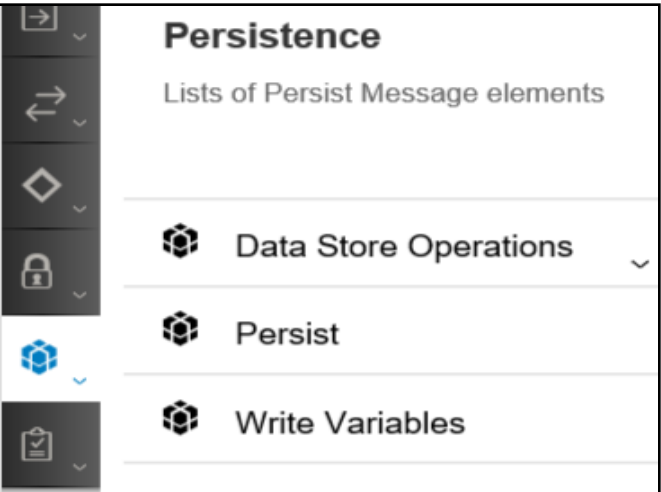 Persistence
Lists of Persist Message elements
Data Store Operations
Persist
Write Variables